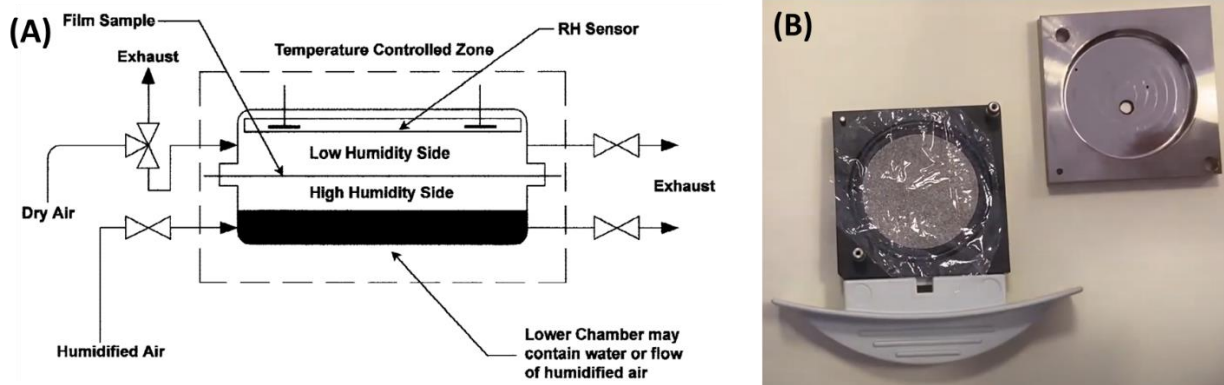 (A)
Film Sample
RH Sensor
Exhaust
Temperature Controlled Zone
Low Humidity Side
High Humidity Side
Exhaust
Dry Air
Humidified Air
Lower Chamber may
contain water or flow
of humidified air
(B)